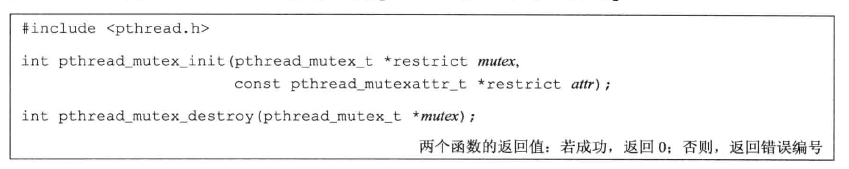 #include <pthread.h>
int pthread_mutex_init(pthread_mutex_t *restrict mutex,
const pthread_mutexattr_t *restrict attr);
int pthread_mutex_destroy(pthread_mutex_t *mutex);
两个函数的返回值：若成功，返回 0；否则，返回错误编号